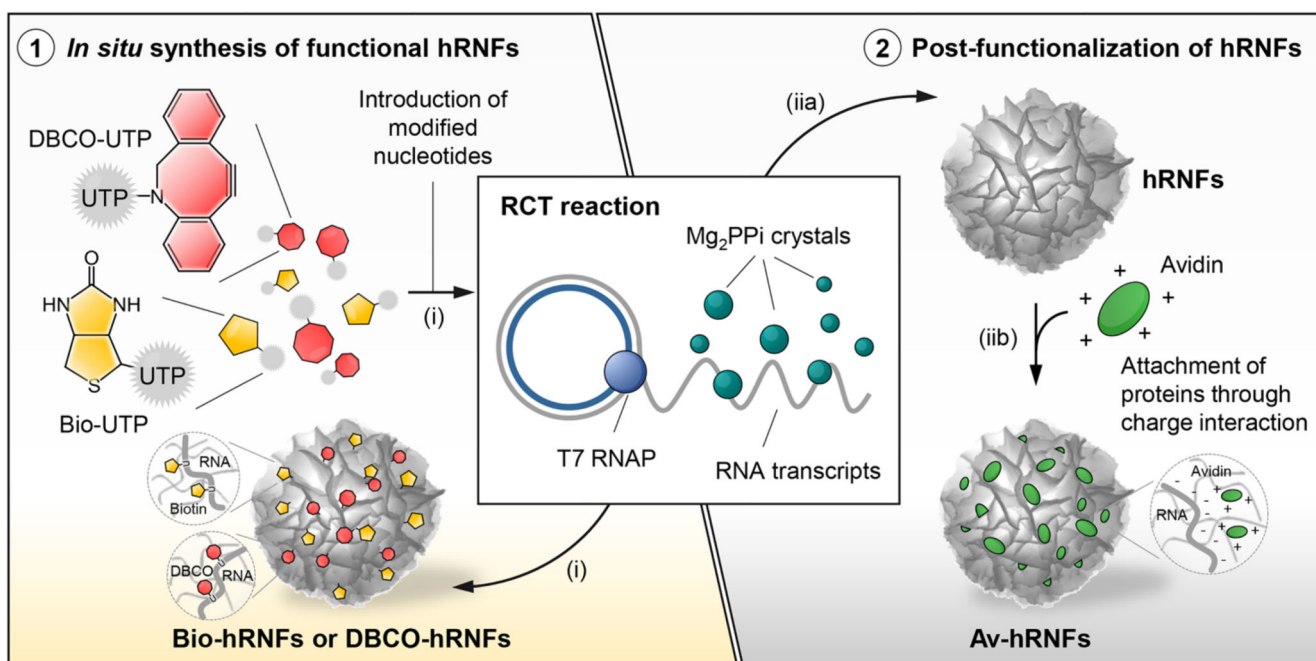 1 In situ synthesis of functional hRNFs
DBCO-UTP
UTP
N
Introduction of
modified
nucleotides
O
HN
NH
S
UTP
Bio-UTP
(i)
RNA
Biotin
DBCO
RNA
(i)
Bio-hRNFs or DBCO-hRNFs
RCT reaction
Mg₂PPi crystals
T7 RNAP
RNA transcripts
2 Post-functionalization of hRNFs
(iia)
hRNFs
+ Avidin
+ +
+ +
(iib)
Attachment of
proteins through
charge interaction
Avidin
RNA
Av-hRNFs